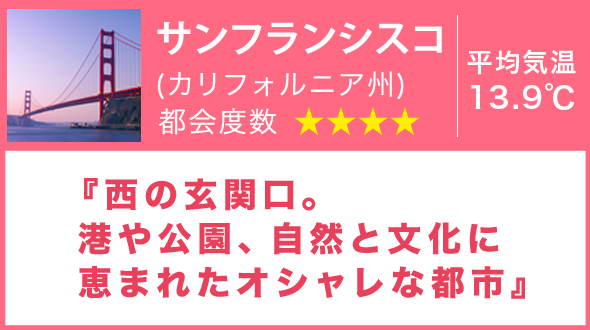 サンフランシスコ
(カリフォルニア州)
都会度数 ★★★★
平均気温
13.9℃
『西の玄関口。
港や公園、自然と文化に
恵まれたオシャレな都市』